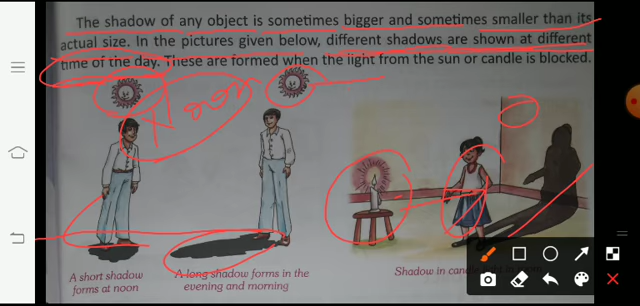 The shadow of any object is sometimes bigger and sometimes smaller than its
actual size. In the pictures given below, different shadows are shown at different
time of the day. These are formed when the light from the sun or candle is blocked.
A short shadow
forms at noon
A long shadow forms in the
evening and morning
Shadow in